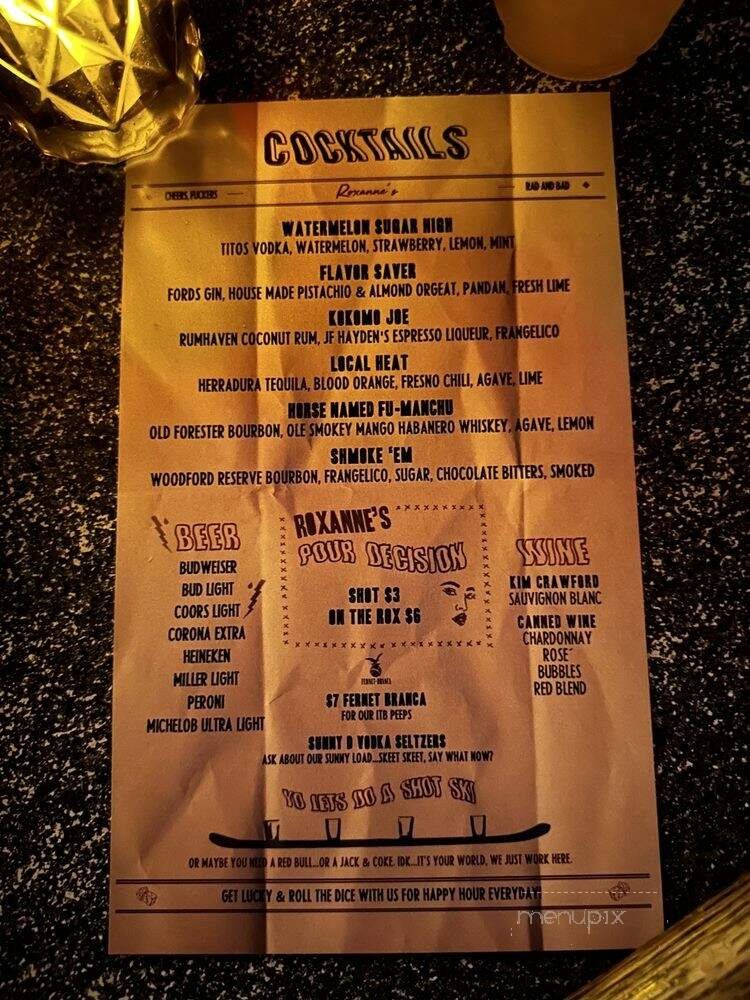 COCKTAILS
CHEERS, FUCKERS Roxanne's RAD AND BAD
WATERMELON SUGAR HIGH
TITOS VODKA, WATERMELON, STRAWBERRY, LEMON, MINT
FLAVOR SAVER
FORDS GIN, HOUSE MADE PISTACHIO & ALMOND ORGEAT, PANDAN, FRESH LIME
KOKOMO JOE
RUMHAVEN COCONUT RUM, JF HAYDEN'S ESPRESSO LIQUEUR, FRANGELICO
LOCAL HEAT
HERRADURA TEQUILA, BLOOD ORANGE, FRESNO CHILI, AGAVE, LIME
HORSE NAMED FU-MANCHU
OLD FORESTER BOURBON, OLE SMOKEY MANGO HABANERO WHISKEY, AGAVE, LEMON
SHMOKE 'EM
WOODFORD RESERVE BOURBON, FRANGELICO, SUGAR, CHOCOLATE BITTERS, SMOKED
BEER
BUDWEISER
BUD LIGHT
COORS LIGHT
CORONA EXTRA
HEINEKEN
MILLER LIGHT
PERONI
MICHELOB ULTRA LIGHT
ROXANNE'S
POUR DECISION
SHOT $3
ON THE ROX $6
FERNET-BRANCA
$7 FERNET BRANCA
FOR OUR ITB PEEPS
SUNNY D VODKA SELTZERS
ASK ABOUT OUR SUNNY LOAD...SKEET SKEET, SAY WHAT NOW?
WINE
KIM CRAWFORD
SAUVIGNON BLANC
CANNED WINE
CHARDONNAY
ROSE´
BUBBLES
RED BLEND
YO LETS DO A SHOT SKI
OR MAYBE YOU NEED A RED BULL...OR A JACK & COKE. IDK...IT'S YOUR WORLD, WE JUST WORK HERE.
GET LUCKY & ROLL THE DICE WITH US FOR HAPPY HOUR EVERYDAY!
menupix